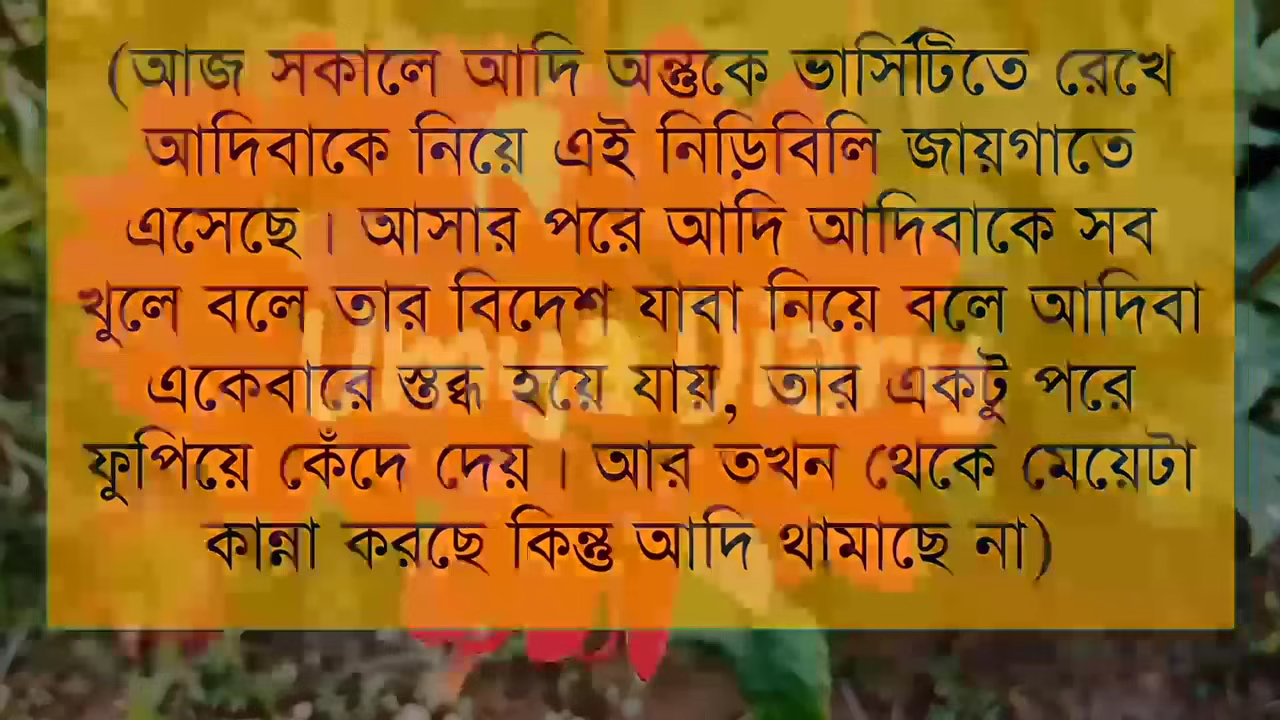 (আজ সকালে আদি অন্তুকে ভার্সিটিতে রেখে
আদিবাকে নিয়ে এই নিড়িবিলি জায়গাতে
এসেছে। আসার পরে আদি আদিবাকে সব
খুলে বলে তার বিদেশ যাবা নিয়ে বলে আদিবা
একেবারে স্তব্ধ হয়ে যায়, তার একটু পরে
ফুপিয়ে কেঁদে দেয়। আর তখন থেকে মেয়েটা
কান্না করছে কিন্তু আদি থামাছে না)